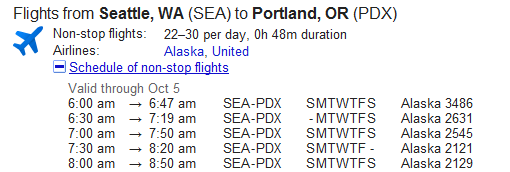 Flights from Seattle, WA (SEA) to Portland, OR (PDX)
Non-stop flights: 22–30 per day, 0h 48m duration
Airlines: Alaska, United
Schedule of non-stop flights
Valid through Oct 5
6:00 am → 6:47 am SEA-PDX SMTWTFS Alaska 3486
6:30 am → 7:19 am SEA-PDX -MTWTFS Alaska 2631
7:00 am → 7:50 am SEA-PDX SMTWTFS Alaska 2545
7:30 am → 8:20 am SEA-PDX SMTWTF- Alaska 2121
8:00 am → 8:50 am SEA-PDX SMTWTFS Alaska 2129